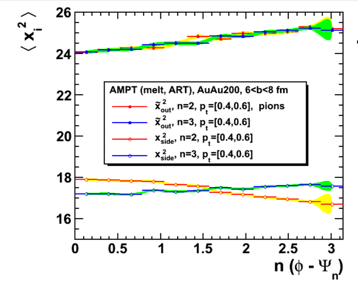 ⟨ x_i^2 ⟩
26
24
22
20
18
16
AMPT (melt, ART), AuAu200, 6<b<8 fm
x̃_out^2, n=2, p_t=[0.4,0.6], pions
x̃_out^2, n=3, p_t=[0.4,0.6]
x_side^2, n=2, p_t=[0.4,0.6]
x_side^2, n=3, p_t=[0.4,0.6]
0 0.5 1 1.5 2 2.5 3
n (ϕ - Ψ_n)